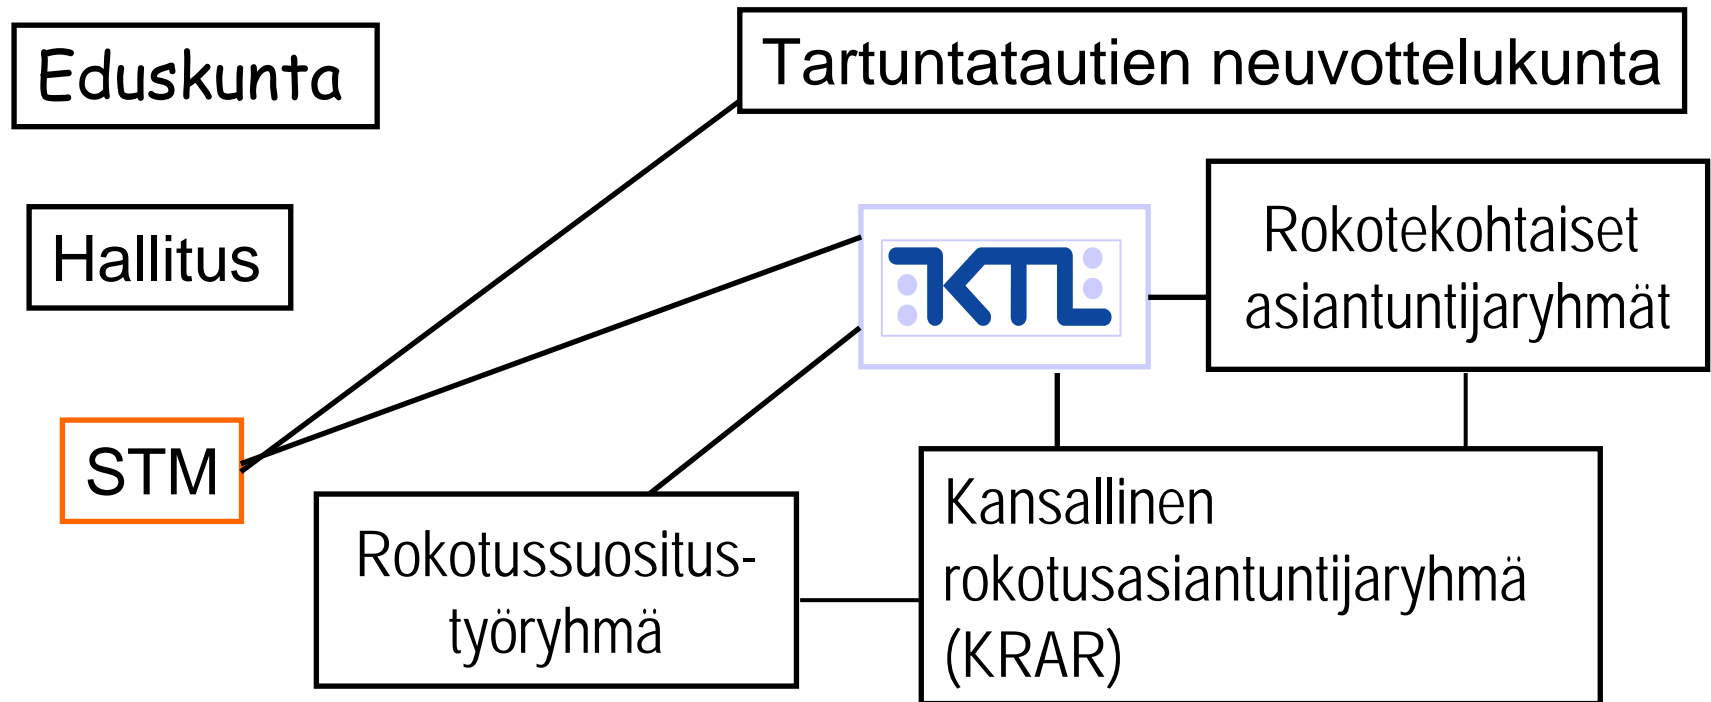 Eduskunta
Tartuntatautien neuvottelukunta
Hallitus
KTL
Rokotekohtaiset
asiantuntijaryhmät
STM
Rokotussuositus-
työryhmä
Kansallinen
rokotusasiantuntijaryhmä
(KRAR)